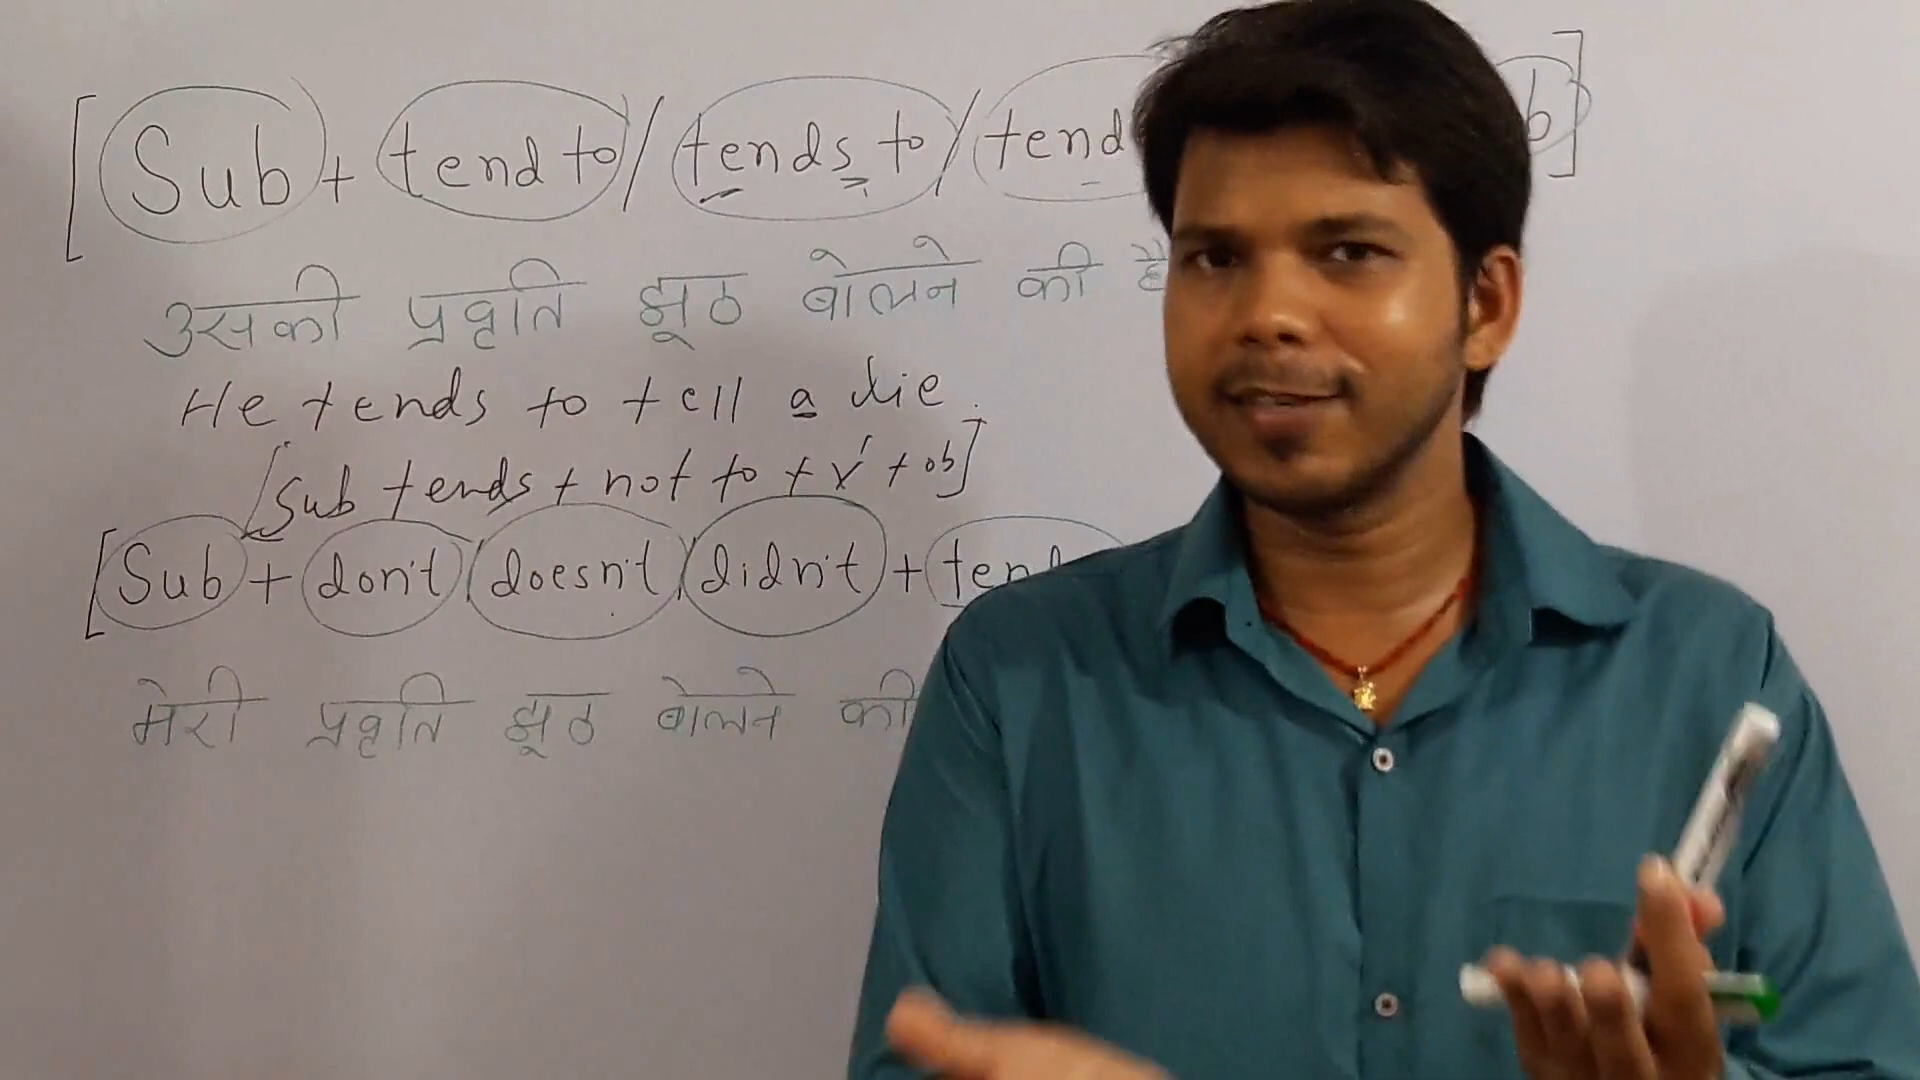 [Sub + tend to / tends to / tend b]
उसकी प्रवृति झूठ बोलने की है
He tends to tell a lie.
[Sub tends + not to + V' + ob]
[Sub + don't / doesn't / didn't + ten
मेरी प्रवृति झूठ बोलने की